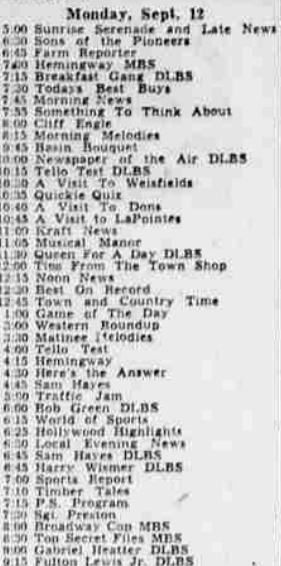 Monday, Sept. 12
5:00 Sunrise Serenade and Late News
6:30 Sons of the Pioneers
6:45 Farm Reporter
7:00 Hemingway MBS
7:15 Breakfast Gang DLBS
7:30 Todays Best Buys
7:45 Morning News
7:55 Something To Think About
8:00 Cliff Engle
8:15 Morning Melodies
9:45 Basin Bouquet
10:00 Newspaper of the Air DLBS
10:15 Tello Test DLBS
10:30 A Visit To Weisfields
10:35 Quickie Quiz
10:40 A Visit To Dons
10:45 A Visit to LaPointes
11:00 Kraft News
11:05 Musical Manor
11:30 Queen For A Day DLBS
12:00 Tips From The Town Shop
12:15 Noon News
12:30 Best On Record
12:45 Town and Country Time
1:00 Game of The Day
3:00 Western Roundup
3:30 Matinee Melodies
4:00 Tello Test
4:15 Hemingway
4:30 Here's the Answer
4:45 Sam Hayes
5:00 Traffic Jam
6:00 Bob Green DLBS
6:15 World of Sports
6:25 Hollywood Highlights
6:30 Local Evening News
6:45 Sam Hayes DLBS
6:45 Harry Wismer DLBS
7:00 Sports Report
7:10 Timber Tales
7:15 P.S. Program
7:30 Sgt. Preston
8:00 Broadway Cop MBS
8:30 Top Secret Files MBS
9:00 Gabriel Heatter DLBS
9:15 Fulton Lewis Jr. DLBS